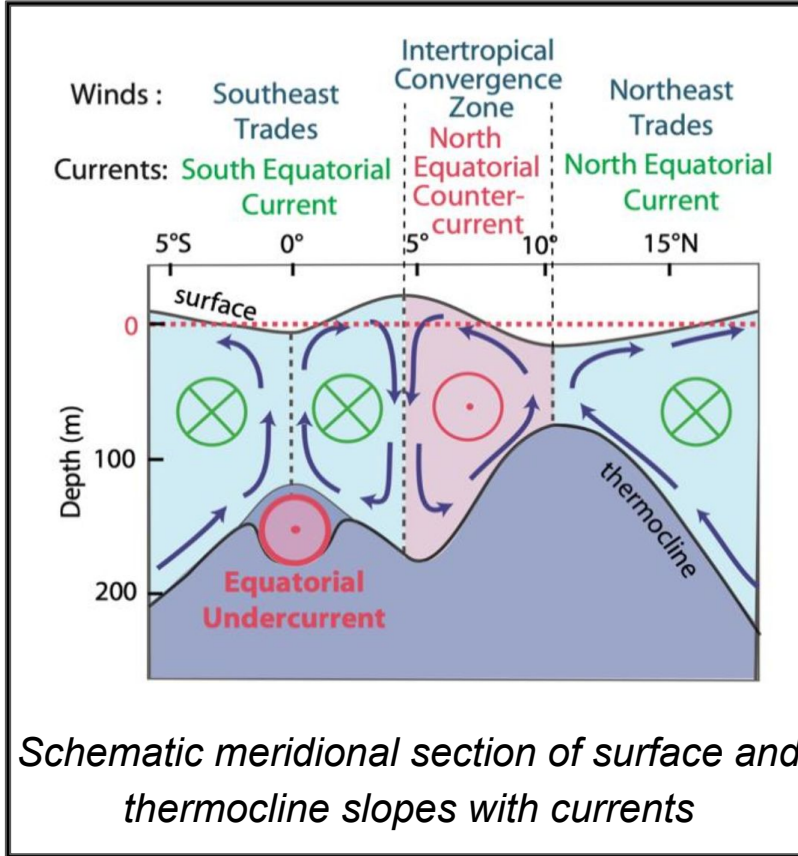 Winds :
Southeast
Trades
Intertropical
Convergence
Zone
Northeast
Trades
Currents:
South Equatorial
Current
North
Equatorial
Counter-
current
North Equatorial
Current
5°S
0°
5°
10°
15°N
surface
0
100
200
Depth (m)
thermocline
Equatorial
Undercurrent
Schematic meridional section of surface and
thermocline slopes with currents